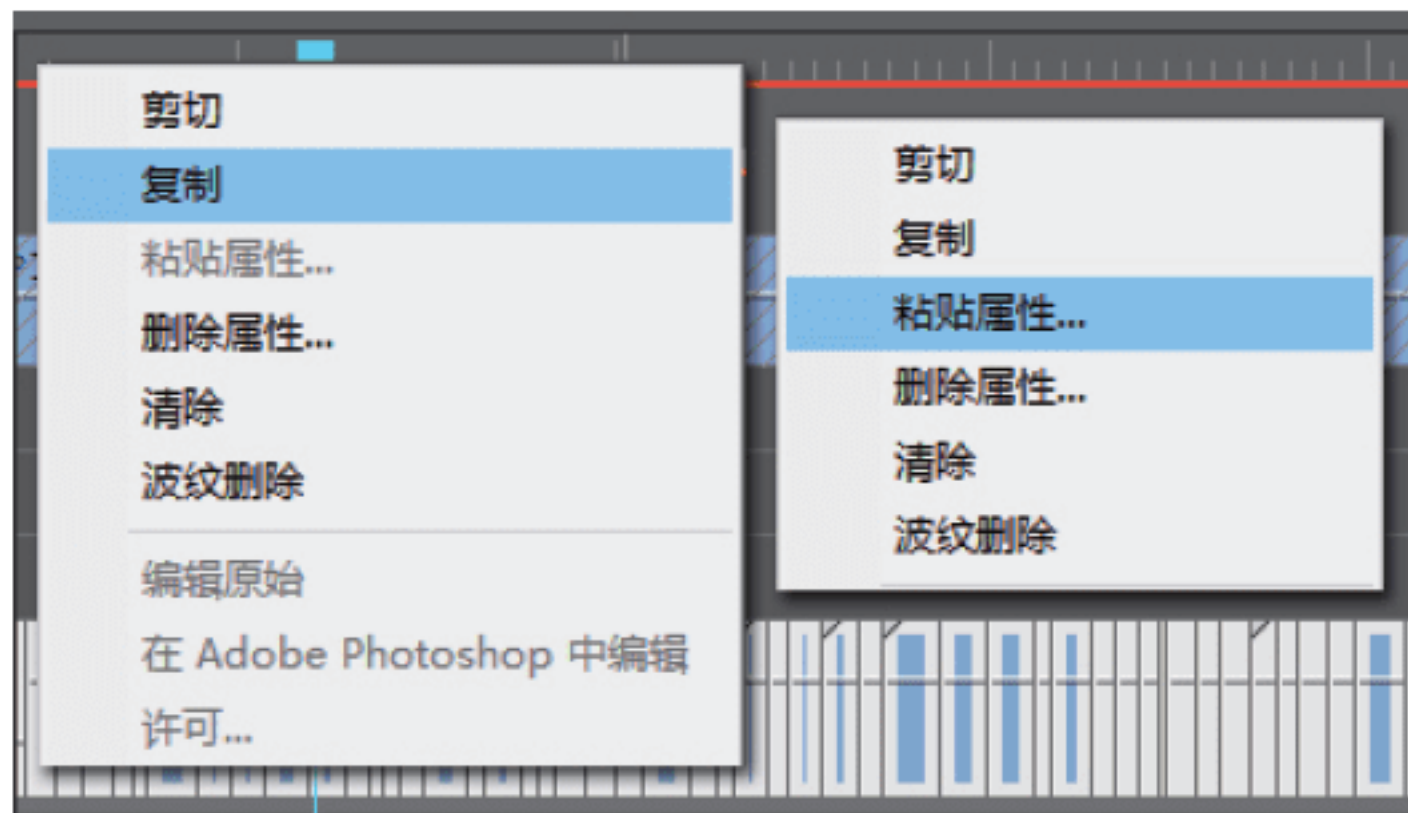 剪切
复制
粘贴属性...
删除属性...
清除
波纹删除
编辑原始
在 Adobe Photoshop 中编辑
许可...
剪切
复制
粘贴属性...
删除属性...
清除
波纹删除